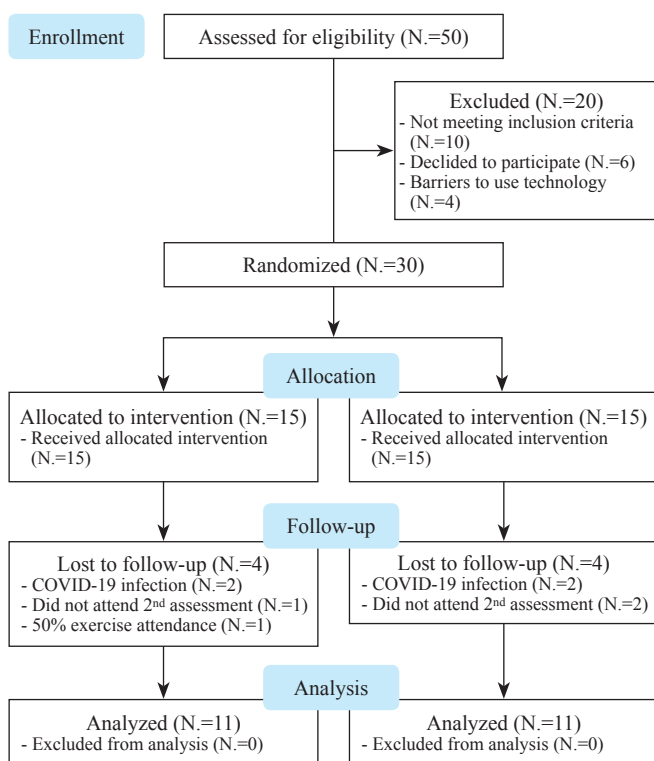 Enrollment
Assessed for eligibility (N.=50)
Excluded (N.=20)
- Not meeting inclusion criteria
(N.=10)
- Declided to participate (N.=6)
- Barriers to use technology
(N.=4)
Randomized (N.=30)
Allocation
Allocated to intervention (N.=15)
- Received allocated intervention
(N.=15)
Allocated to intervention (N.=15)
- Received allocated intervention
(N.=15)
Follow-up
Lost to follow-up (N.=4)
- COVID-19 infection (N.=2)
- Did not attend 2nd assessment (N.=1)
- 50% exercise attendance (N.=1)
Lost to follow-up (N.=4)
- COVID-19 infection (N.=2)
- Did not attend 2nd assessment (N.=2)
Analysis
Analyzed (N.=11)
- Excluded from analysis (N.=0)
Analyzed (N.=11)
- Excluded from analysis (N.=0)